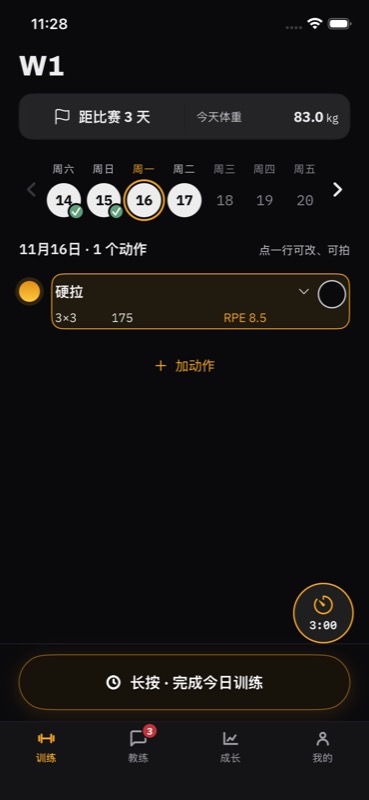 11:28
W1
距比赛 3 天 今天体重 83.0 kg
周六 周日 周一 周二 周三 周四 周五
14 15 16 17 18 19 20
11月16日 · 1 个动作 点一行可改、可拍
硬拉
3×3 175 RPE 8.5
+ 加动作
3:00
长按 · 完成今日训练
3
训练 教练 成长 我的